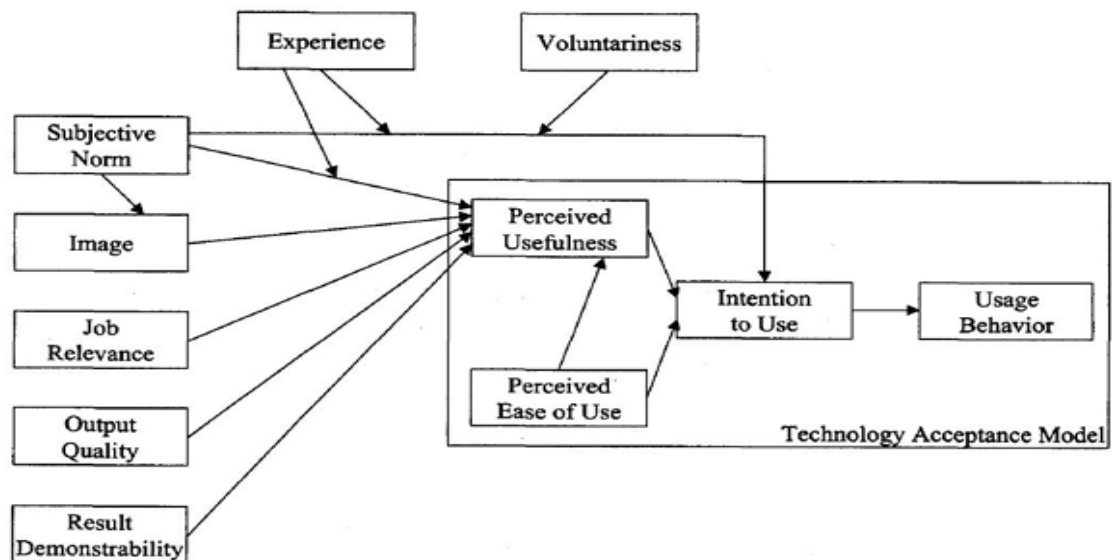 Experience
Voluntariness
Subjective
Norm
Image
Perceived
Usefulness
Job
Relevance
Intention
to Use
Usage
Behavior
Perceived
Ease of Use
Output
Quality
Technology Acceptance Model
Result
Demonstrability